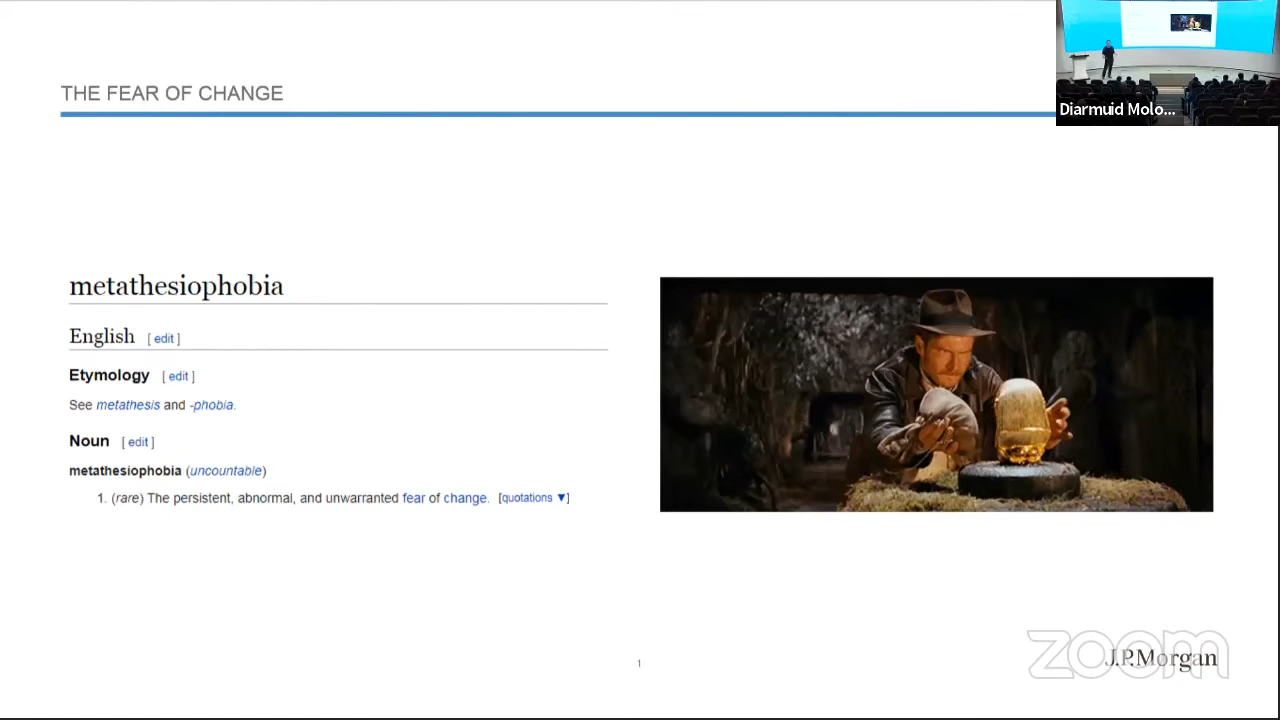 THE FEAR OF CHANGE
Diarmuid Molo...
metathesiophobia
English [ edit ]
Etymology [ edit ]
See metathesis and -phobia.
Noun [ edit ]
metathesiophobia (uncountable)
1. (rare) The persistent, abnormal, and unwarranted fear of change. [quotations ▼]
1
zoom
J.P.Morgan